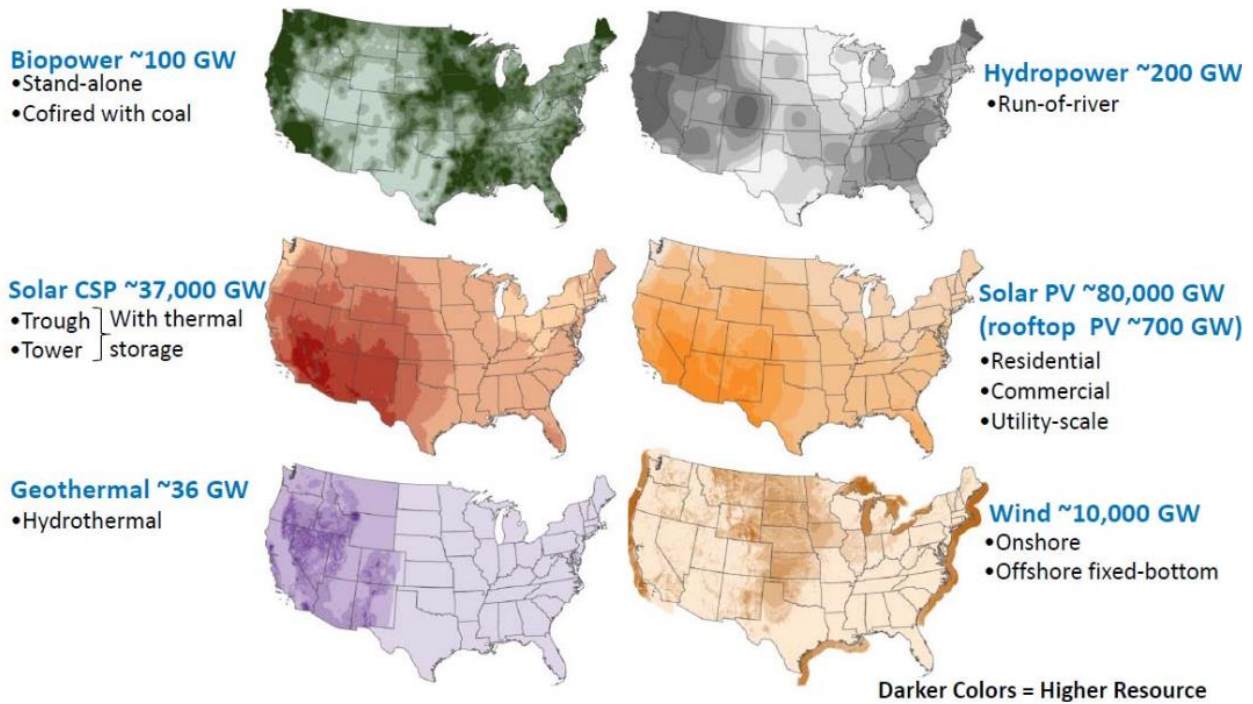 Biopower ~100 GW
•Stand-alone
•Cofired with coal
Hydropower ~200 GW
•Run-of-river
Solar CSP ~37,000 GW
•Trough
•Tower
With thermal
storage
Solar PV ~80,000 GW
(rooftop PV ~700 GW)
•Residential
•Commercial
•Utility-scale
Geothermal ~36 GW
•Hydrothermal
Wind ~10,000 GW
•Onshore
•Offshore fixed-bottom
Darker Colors = Higher Resource